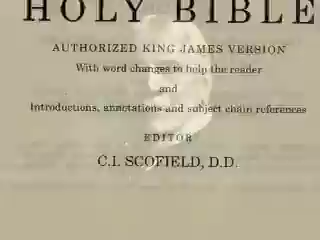 HOLY BIBLE
AUTHORIZED KING JAMES VERSION
With word changes to help the reader
and
Introductions, annotations and subject chain references
EDITOR
C.I. SCOFIELD, D.D.